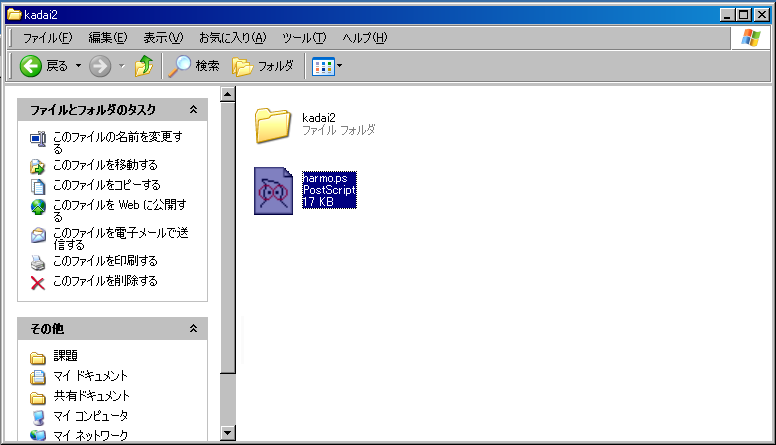 kadai2
ファイル(F) 編集(E) 表示(V) お気に入り(A) ツール(T) ヘルプ(H)
戻る 検索 フォルダ
ファイルとフォルダのタスク
このファイルの名前を変更す
る
このファイルを移動する
このファイルをコピーする
このファイルを Web に公開す
る
このファイルを電子メールで送
信する
このファイルを印刷する
このファイルを削除する
その他
課題
マイ ドキュメント
共有ドキュメント
マイ コンピュータ
マイ ネットワーク
kadai2
ファイル フォルダ
harmo.ps
PostScript
17 KB